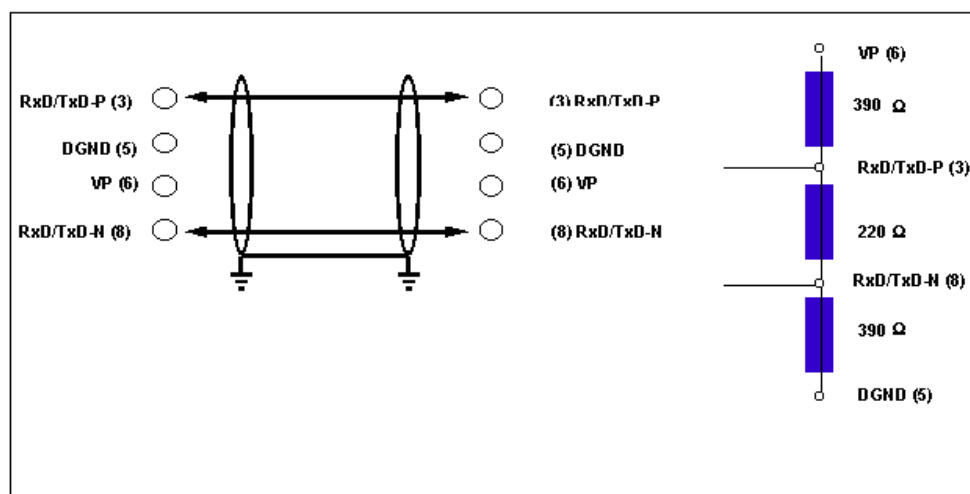 RxD/TxD-P (3)
DGND (5)
VP (6)
RxD/TxD-N (8)
(3) RxD/TxD-P
(5) DGND
(6) VP
(8) RxD/TxD-N
VP (6)
390 Ω
RxD/TxD-P (3)
220 Ω
RxD/TxD-N (8)
390 Ω
DGND (5)